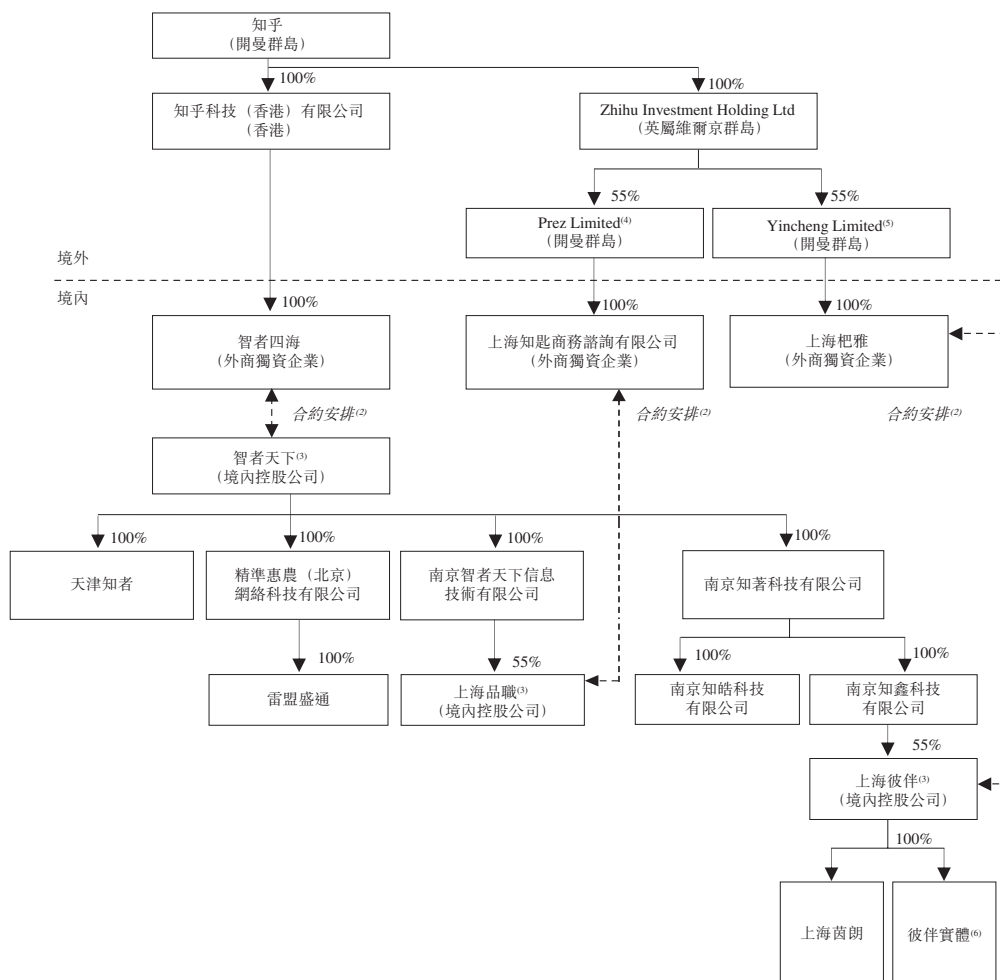 知乎
（開曼群島）
100%
100%
知乎科技（香港）有限公司
（香港）
Zhihu Investment Holding Ltd
（英屬維爾京群島）
55%
55%
Prez Limited(4)
（開曼群島）
Yincheng Limited(5)
（開曼群島）
境外
境內
100%
100%
100%
智者四海
（外商獨資企業）
上海知匙商務諮詢有限公司
（外商獨資企業）
上海杷雅
（外商獨資企業）
合約安排(2)
合約安排(2)
合約安排(2)
智者天下(3)
（境內控股公司）
100%
100%
100%
100%
天津知者
精準惠農（北京）
網絡科技有限公司
南京智者天下信息
技術有限公司
南京知著科技有限公司
100%
55%
100%
100%
雷盟盛通
上海品職(3)
（境內控股公司）
南京知皓科技
有限公司
南京知鑫科技
有限公司
55%
上海彼伴(3)
（境內控股公司）
100%
上海茵朗
彼伴實體(6)